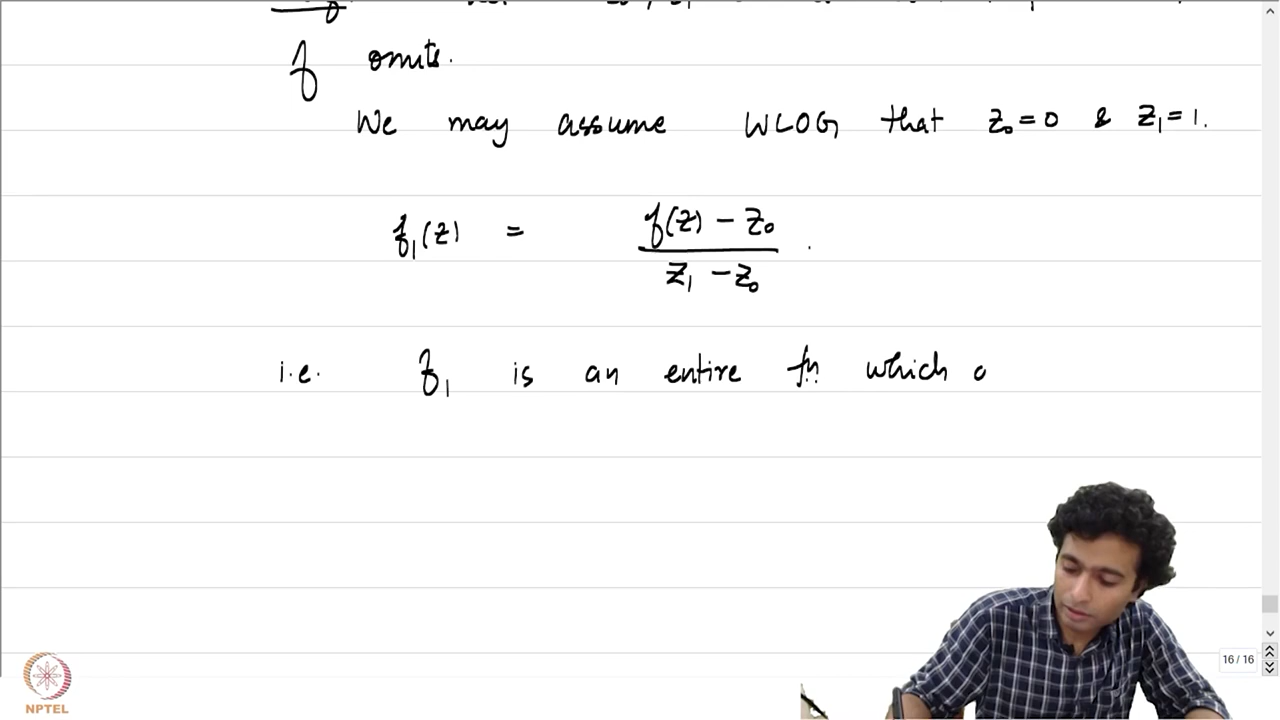 f omits.
We may assume WLOG that z₀ = 0 & z₁ = 1.
f₁(z) = f(z) - z₀ / z₁ - z₀ .
i.e. f₁ is an entire fn. which o
16 / 16
NPTEL